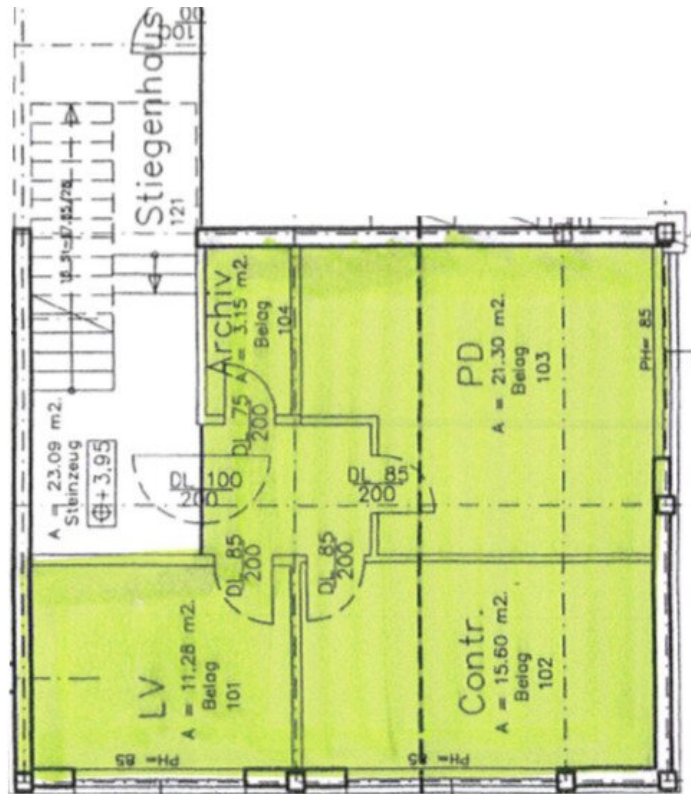 Stiegenhaus
121
A = 23.09 m2.
Steinzeug
+3,95
Archiv
A = 3.15 m2.
Belag
104
DL 75
200
DL 100
200
DL 85
200
PD
A = 21.30 m2.
Belag
103
PH= 85
DL 85
200
DL 85
200
LV
A = 11.28 m2.
Belag
101
PH= 85
Contr.
A = 15.60 m2.
Belag
102
PH= 85